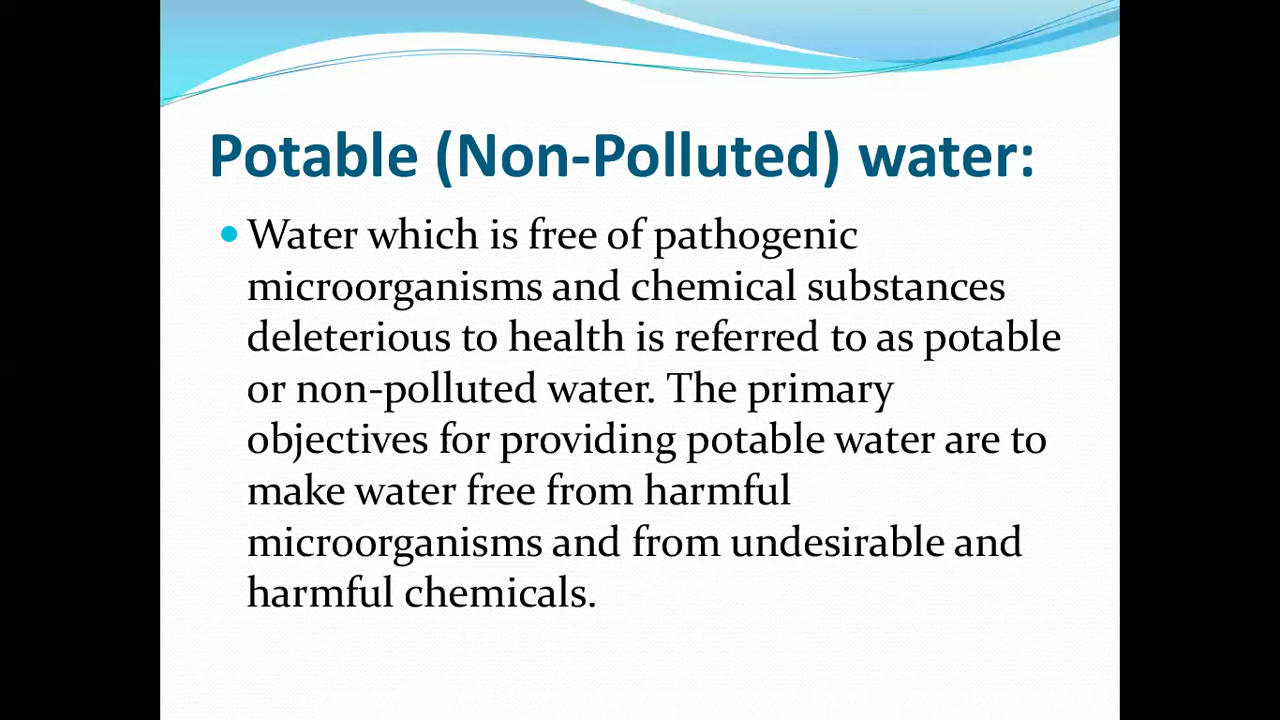 Potable (Non-Polluted) water:
• Water which is free of pathogenic
microorganisms and chemical substances
deleterious to health is referred to as potable
or non-polluted water. The primary
objectives for providing potable water are to
make water free from harmful
microorganisms and from undesirable and
harmful chemicals.